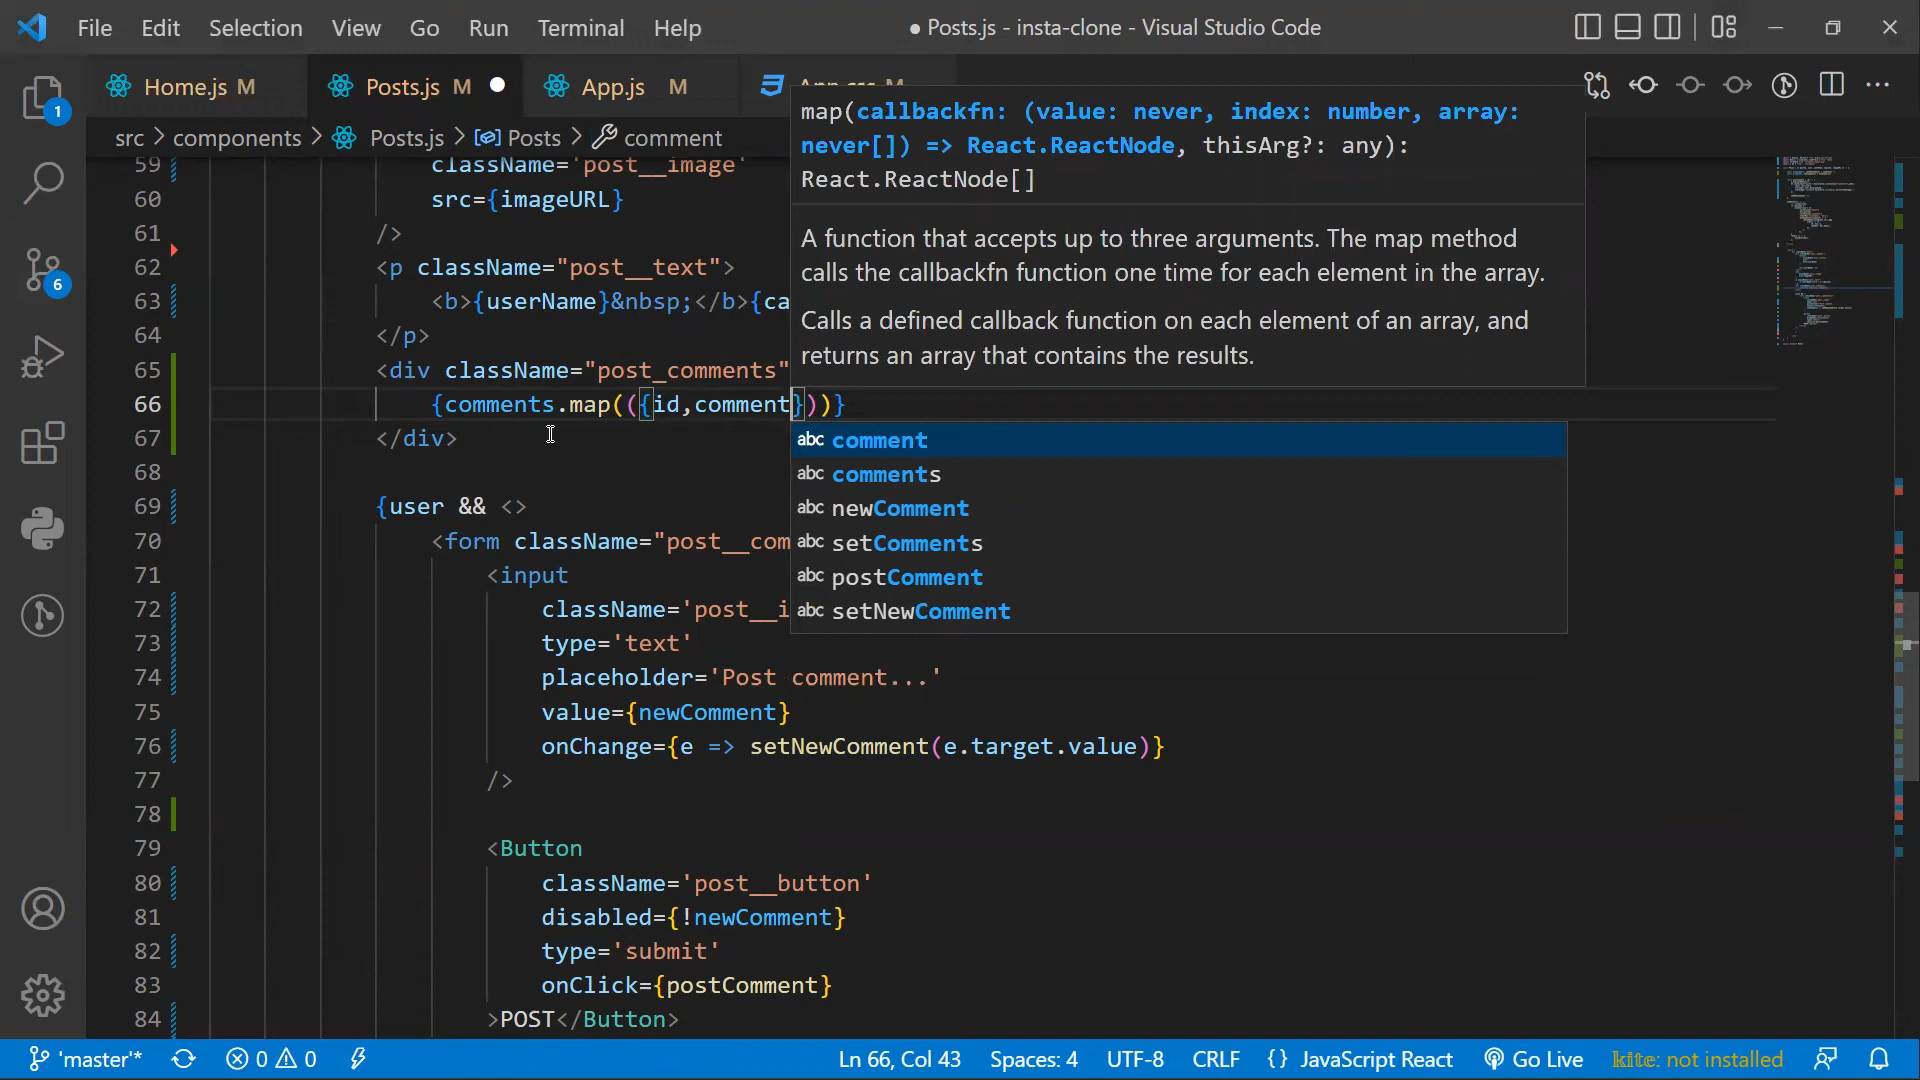 File Edit Selection View Go Run Terminal Help
● Posts.js - insta-clone - Visual Studio Code
Home.js M
Posts.js M
App.js M
src > components > Posts.js > Posts > comment
1
6
59 className='post__image'
60 src={imageURL}
61 />
62 <p className="post__text">
63 <b>{userName}&nbsp;</b>{ca
64 </p>
65 <div className="post_comments"
66 {comments.map(({id,comment}))}
67 </div>
68
69 {user && <>
70 <form className="post__com
71 <input
72 className='post__i
73 type='text'
74 placeholder='Post comment...'
75 value={newComment}
76 onChange={e => setNewComment(e.target.value)}
77 />
78
79 <Button
80 className='post__button'
81 disabled={!newComment}
82 type='submit'
83 onClick={postComment}
84 >POST</Button>
map(callbackfn: (value: never, index: number, array:
never[]) => React.ReactNode, thisArg?: any):
React.ReactNode[]
A function that accepts up to three arguments. The map method
calls the callbackfn function one time for each element in the array.
Calls a defined callback function on each element of an array, and
returns an array that contains the results.
abc comment
abc comments
abc newComment
abc setComments
abc postComment
abc setNewComment
'master'* 0 0 Ln 66, Col 43 Spaces: 4 UTF-8 CRLF {} JavaScript React Go Live kite: not installed